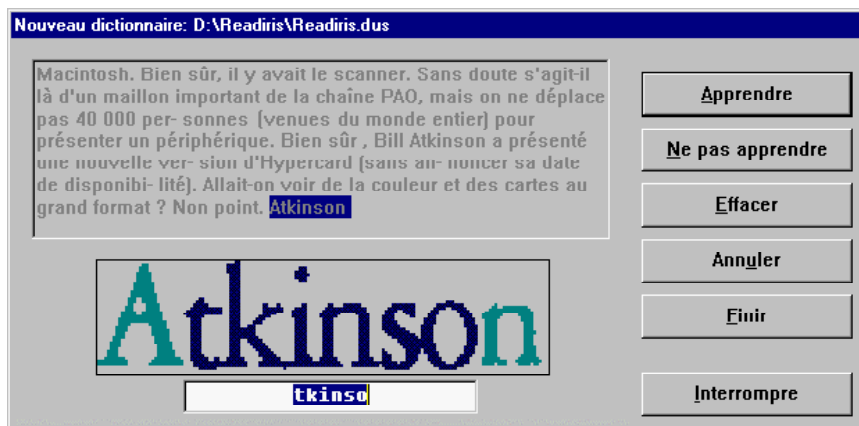 Nouveau dictionnaire: D:\Readiris\Readiris.dus
Macintosh. Bien sûr, il y avait le scanner. Sans doute s'agit-il
là d'un maillon important de la chaîne PAO, mais on ne déplace
pas 40 000 per- sonnes (venues du monde entier) pour
présenter un périphérique. Bien sûr , Bill Atkinson a présenté
une nouvelle ver- sion d'Hypercard (sans an- noncer sa date
de disponibi- lité). Allait-on voir de la couleur et des cartes au
grand format ? Non point. Atkinson
Atkinson
tkinso
Apprendre
Ne pas apprendre
Effacer
Annuler
Finir
Interrompre